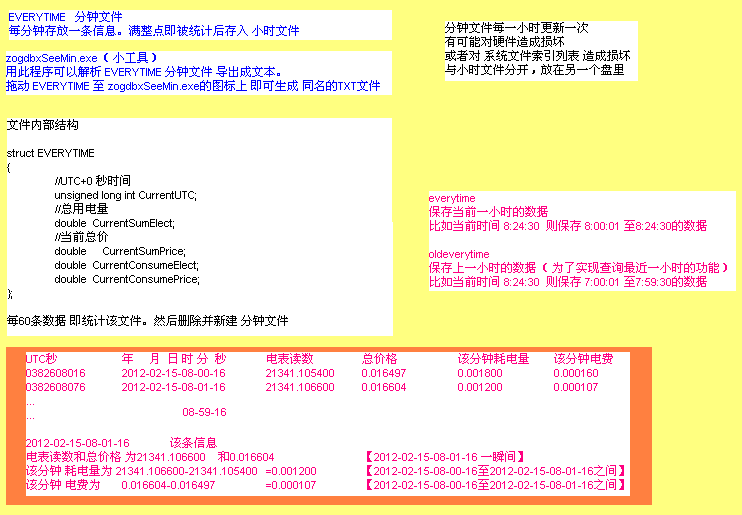 EVERYTIME 分钟文件
每分钟存放一条信息。满整点即被统计后存入 小时文件
zogdbxSeeMin.exe（ 小工具 ）
用此程序可以解析 EVERYTIME 分钟文件 导出成文本。
拖动 EVERYTIME 至 zogdbxSeeMin.exe的图标上 即可生成 同名的TXT文件
分钟文件每一小时更新一次
有可能对硬件造成损坏
或者对 系统文件索引列表 造成损坏
与小时文件分开 , 放在另一个盘里
文件内部结构
struct EVERYTIME
{
//UTC+0 秒时间
unsigned long int CurrentUTC;
//总用电量
double CurrentSumElect;
//当前总价
double CurrentSumPrice;
double CurrentConsumeElect;
double CurrentConsumePrice;
};
每60条数据 即统计该文件。然后删除并新建 分钟文件
everytime
保存当前一小时的数据
比如当前时间 8:24:30 则保存 8:00:01 至8:24:30的数据
oldeverytime
保存上一小时的数据 （ 为了实现查询最近一小时的功能 ）
比如当前时间 8:24:30 则保存 7:00:01 至7:59:30的数据
UTC秒 年 月 日 时 分 秒 电表读数 总价格 该分钟耗电量 该分钟电费
0382608016 2012-02-15-08-00-16 21341.105400 0.016497 0.001800 0.000160
0382608076 2012-02-15-08-01-16 21341.106600 0.016604 0.001200 0.000107
...
... 08-59-16
2012-02-15-08-01-16 该条信息
电表读数和总价格 为21341.106600 和0.016604 【2012-02-15-08-01-16 一瞬间】
该分钟 耗电量为 21341.106600-21341.105400 =0.001200 【2012-02-15-08-00-16至2012-02-15-08-01-16之间】
该分钟 电费为 0.016604-0.016497 =0.000107 【2012-02-15-08-00-16至2012-02-15-08-01-16之间】